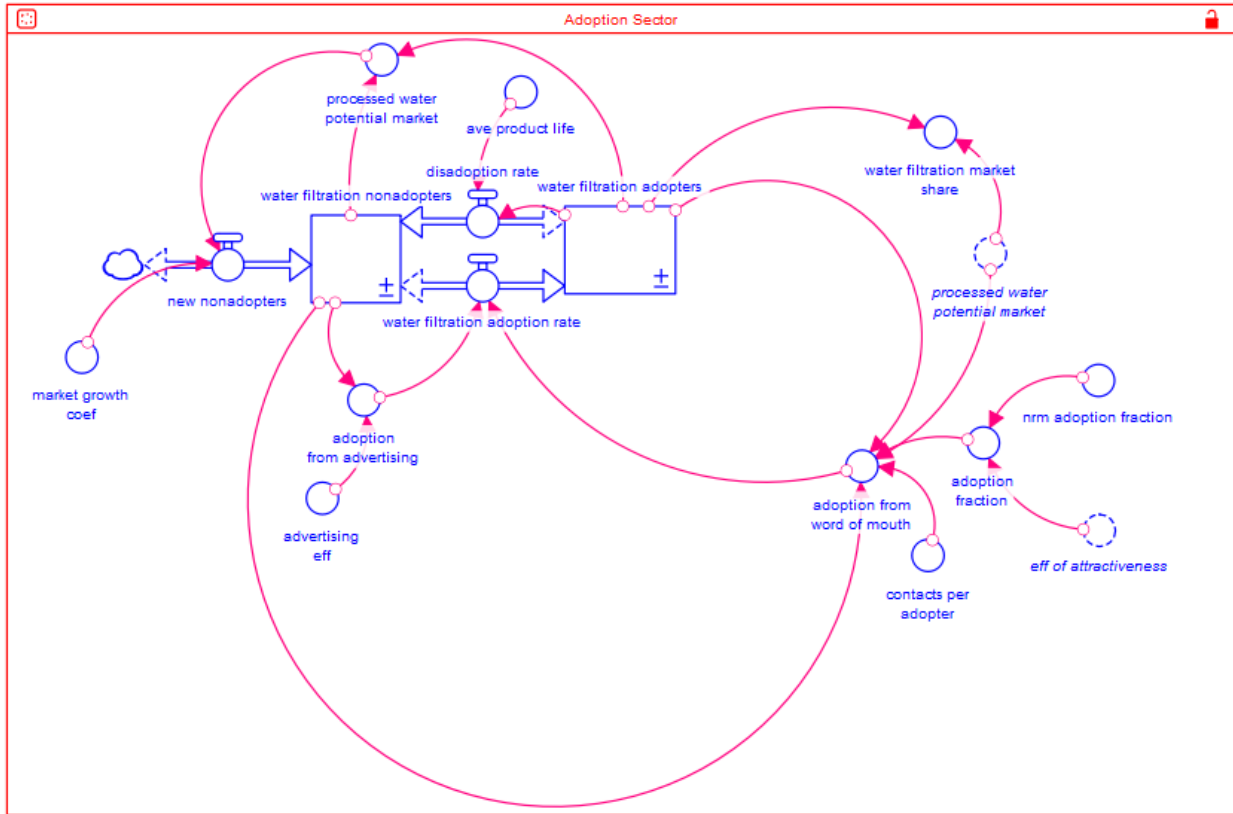 Adoption Sector
processed water
potential market
ave product life
disadoption rate
water filtration nonadopters
water filtration adopters
water filtration market
share
new nonadopters
water filtration adoption rate
processed water
potential market
market growth
coef
nrm adoption fraction
adoption
from advertising
adoption
fraction
adoption from
word of mouth
advertising
eff
eff of attractiveness
contacts per
adopter